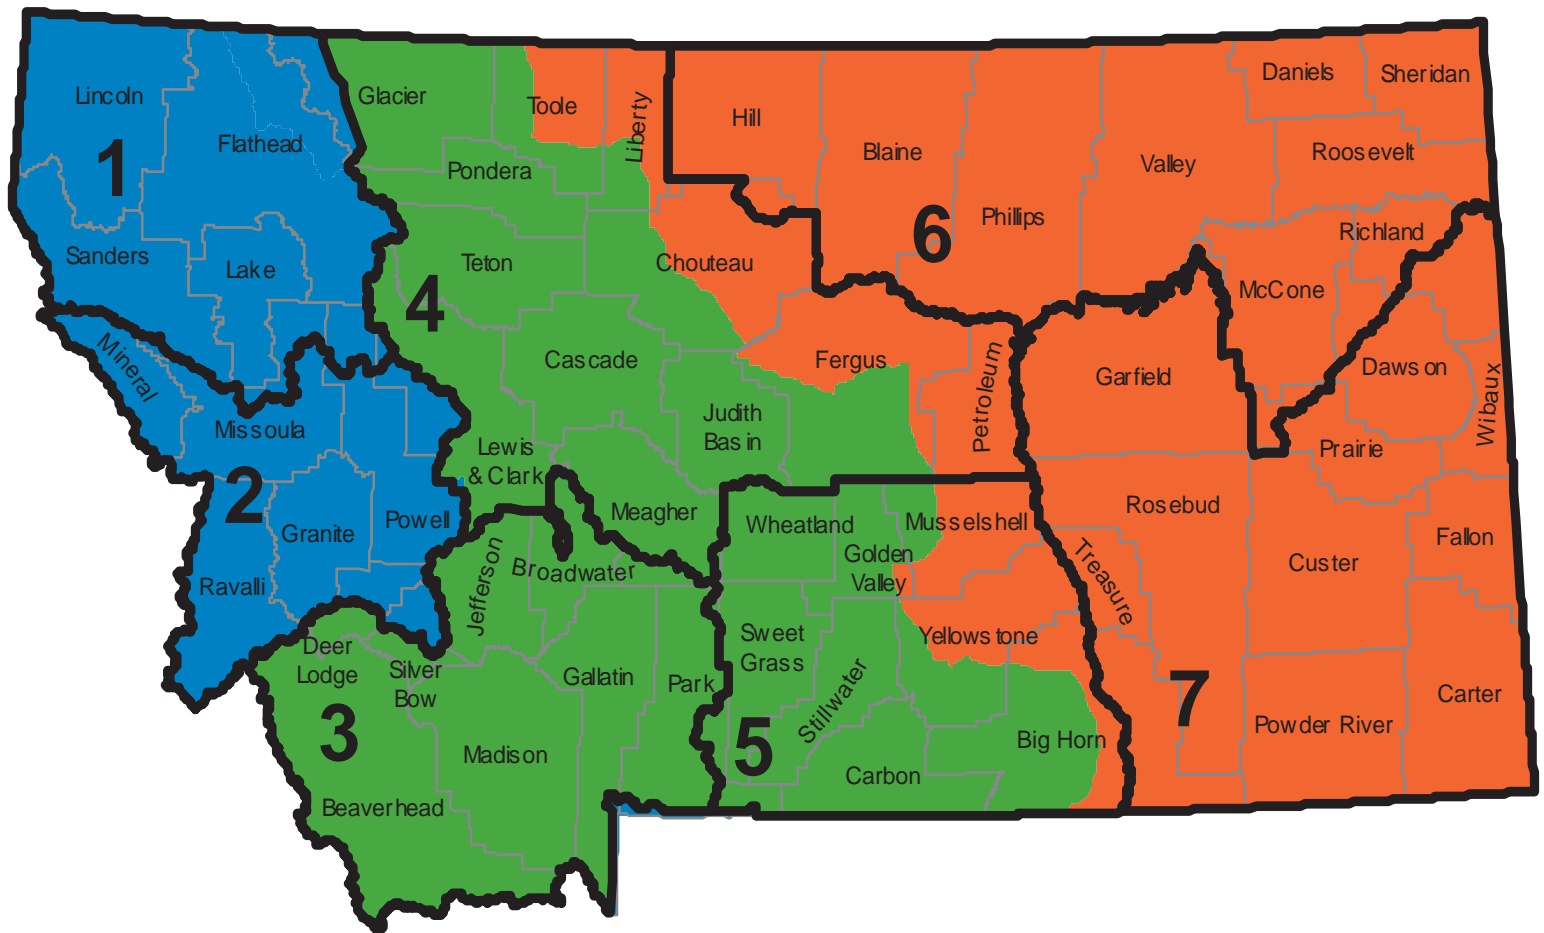 Lincoln
1
Flathead
Sanders
Lake
Glacier
Toole
Liberty
Pondera
Teton
4
Chouteau
Cascade
Judith
Basin
Fergus
Petroleum
Lewis
& Clark
Meagher
Hill
Blaine
6
Phillips
Valley
Daniels
Sheridan
Roosevelt
Richland
McCone
Mineral
Missoula
2
Granite
Powell
Ravalli
Deer
Lodge
Silver
Bow
3
Jefferson
Broadwater
Gallatin
Park
Madison
Beaverhead
Wheatland
Golden
Valley
Musselshell
Sweet
Grass
Stillwater
Yellowstone
5
Carbon
Big Horn
Garfield
Dawson
Wibaux
Prairie
Rosebud
Treasure
Custer
Fallon
7
Powder River
Carter